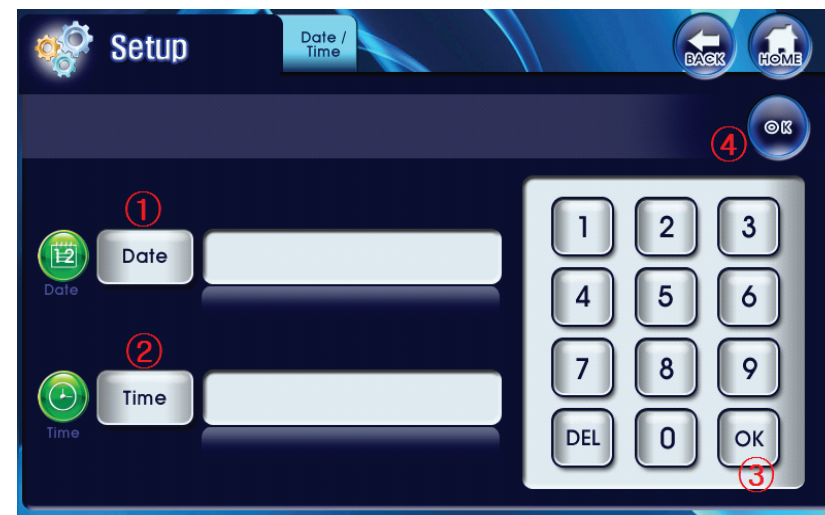 Setup
Date /
Time
BACK
HOME
④
OK
①
12
Date
Date
②
Time
Time
1 2 3
4 5 6
7 8 9
DEL 0 OK
③